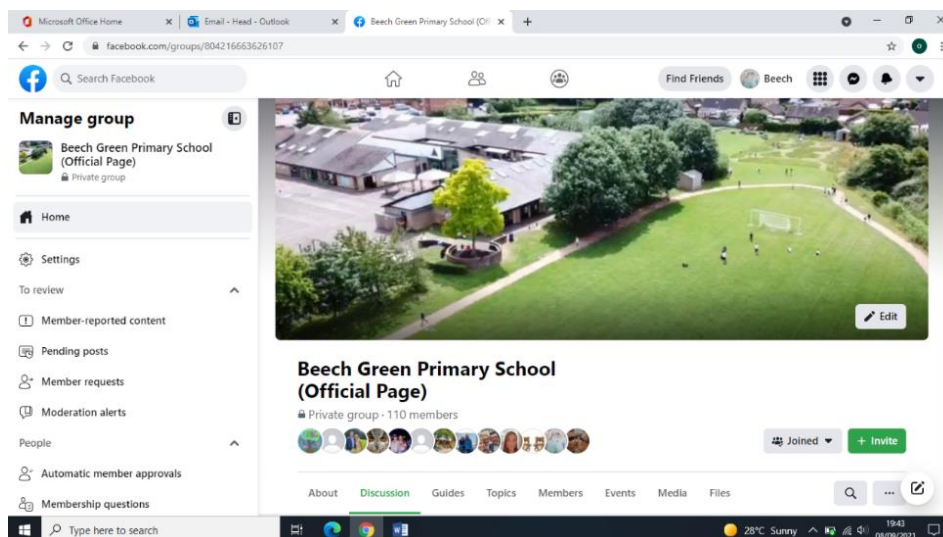 Microsoft Office Home
Email - Head - Outlook
Beech Green Primary School (Off
facebook.com/groups/804216663626107
Search Facebook
Find Friends
Beech
Manage group
Beech Green Primary School
(Official Page)
Private group
Home
Settings
To review
Member-reported content
Pending posts
Member requests
Moderation alerts
People
Automatic member approvals
Membership questions
Edit
Beech Green Primary School
(Official Page)
Private group · 110 members
Joined
+ Invite
About Discussion Guides Topics Members Events Media Files
Type here to search
28°C Sunny
19:43
08/09/2021